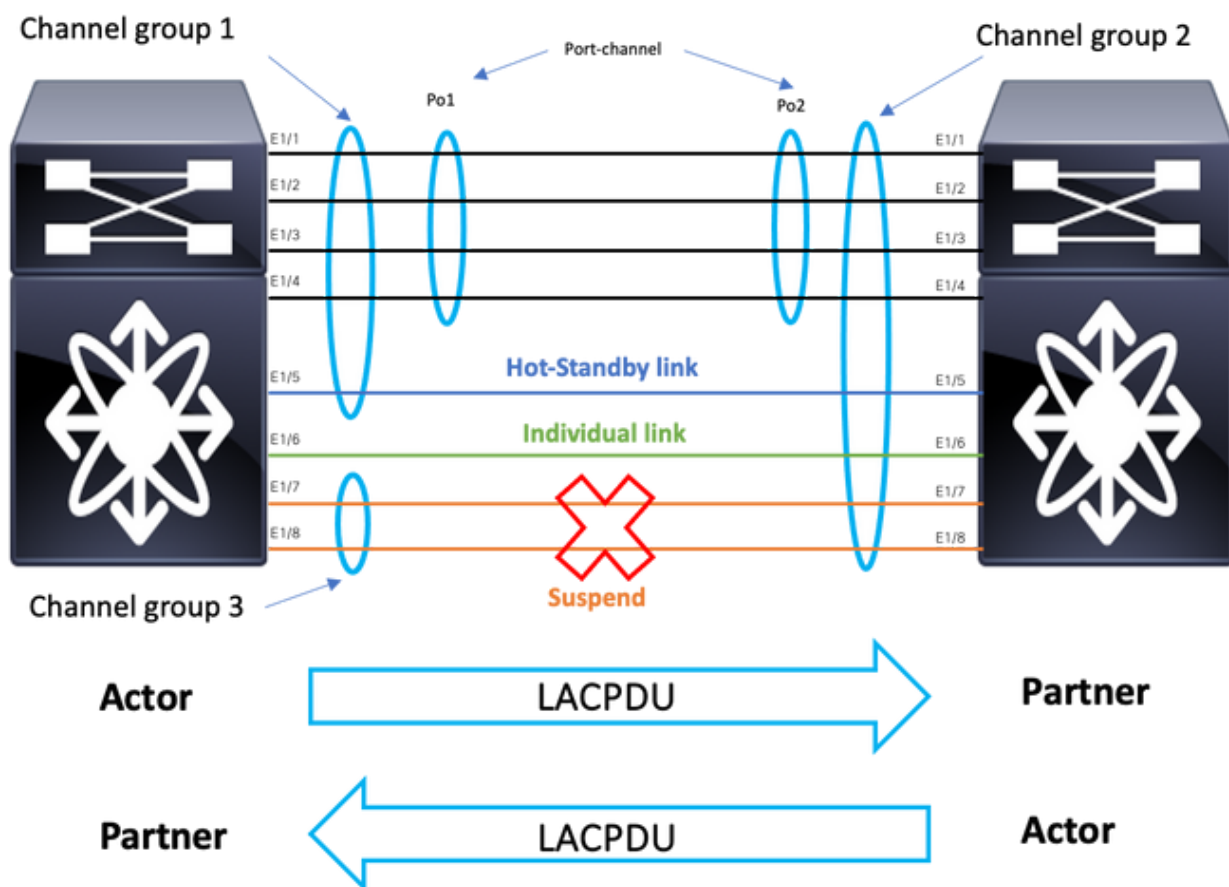 Channel group 1
Port-channel
Channel group 2
Po1
Po2
E1/1
E1/1
E1/2
E1/2
E1/3
E1/3
E1/4
E1/4
Hot-Standby link
E1/5
E1/5
Individual link
E1/6
E1/6
E1/7
E1/7
E1/8
E1/8
Suspend
Channel group 3
Actor
LACPDU
Partner
Partner
LACPDU
Actor